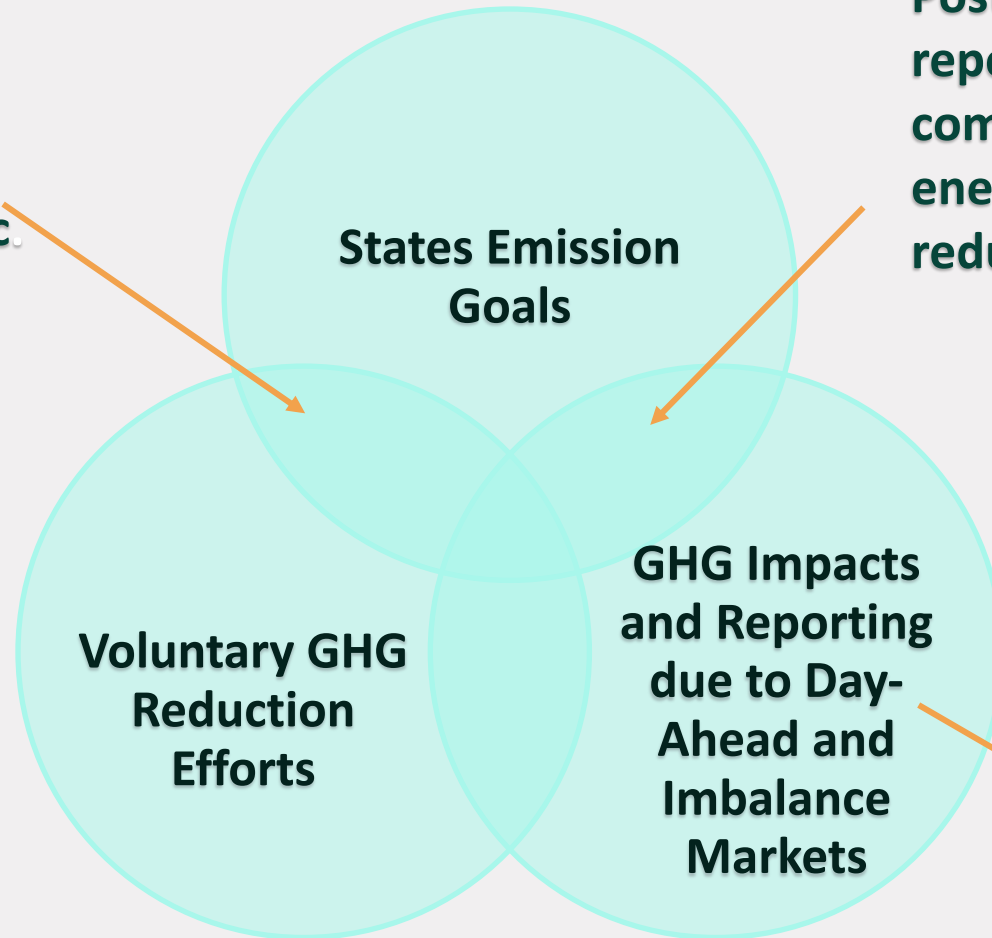 States Emission
Goals
Voluntary GHG
Reduction
Efforts
GHG Impacts
and Reporting
due to Day-
Ahead and
Imbalance
Markets